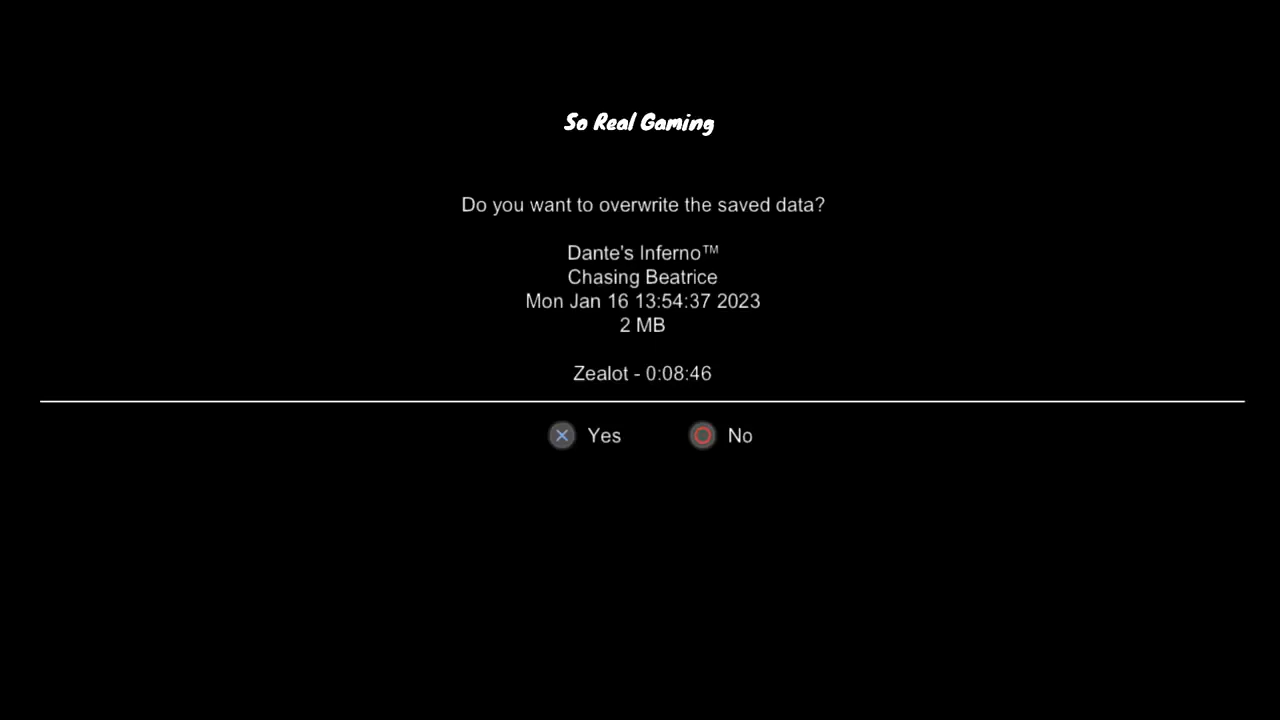 So Real Gaming
Do you want to overwrite the saved data?
Dante's Inferno™
Chasing Beatrice
Mon Jan 16 13:54:37 2023
2 MB
Zealot - 0:08:46
Yes No